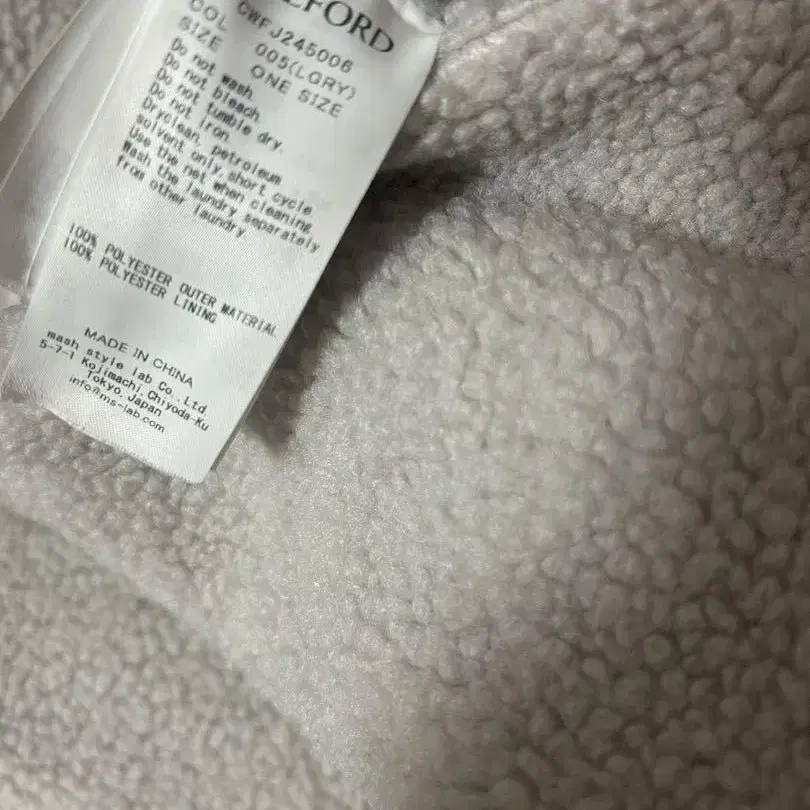 CWFJ245006
COL 005(LGRY)
SIZE ONE SIZE
Do not wash.
Do not bleach.
Do not tumble dry.
Do not iron.
Dryclean, petroleum
solvent only, short cycle
Use the net when cleaning.
Wash the laundry separately
from other laundry.
100% POLYESTER OUTER MATERIAL
100% POLYESTER LINING
MADE IN CHINA
mash style lab Co.,Ltd.
5-7-1 Kojimachi,Chiyoda-Ku
Tokyo,Japan
info@ms-lab.com